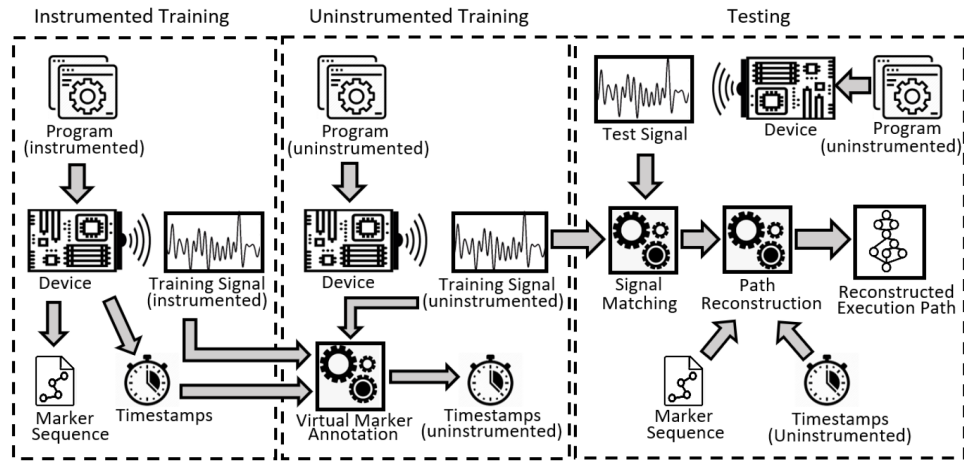 Instrumented Training
Uninstrumented Training
Testing
Program
(instrumented)
Device
Training Signal
(instrumented)
Marker
Sequence
Timestamps
Program
(uninstrumented)
Device
Training Signal
(uninstrumented)
Virtual Marker
Annotation
Timestamps
(uninstrumented)
Test Signal
Device
Program
(uninstrumented)
Signal
Matching
Path
Reconstruction
Reconstructed
Execution Path
Marker
Sequence
Timestamps
(Uninstrumented)